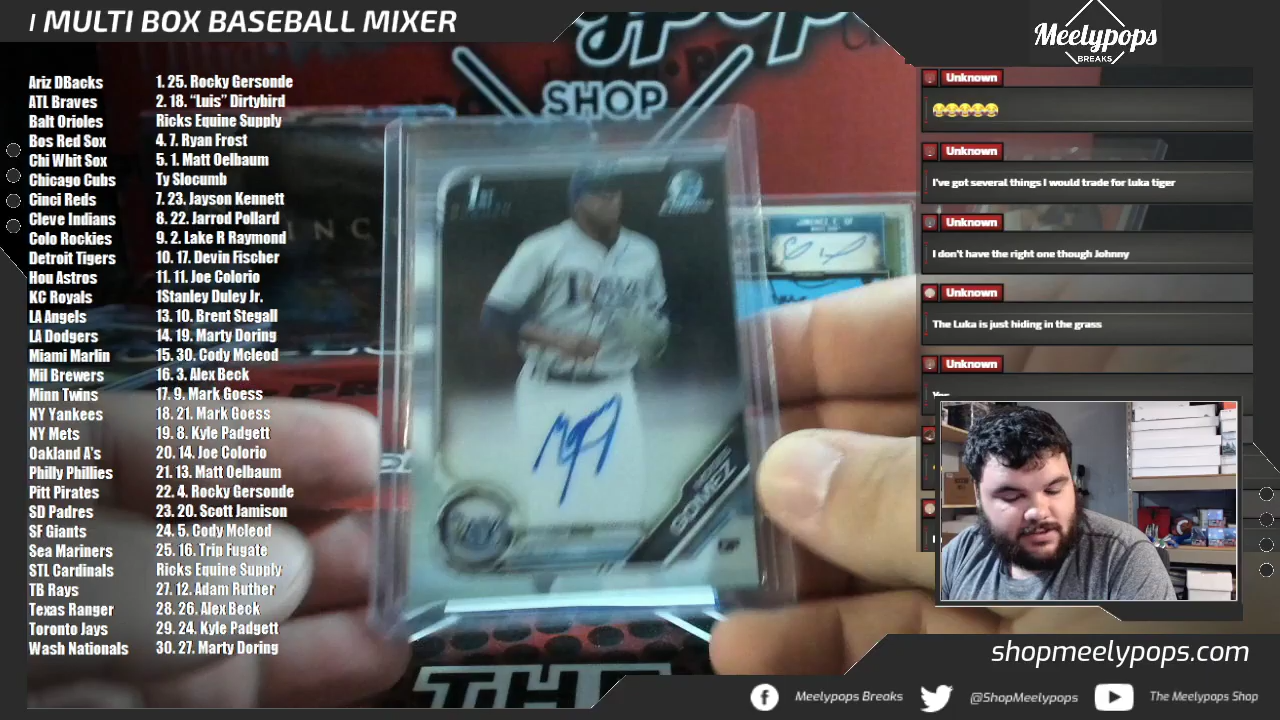 MULTI BOX BASEBALL MIXER
Meelypops
BREAKS
SHOP
Ariz DBacks 1. 25. Rocky Gersonde
ATL Braves 2. 18. “Luis” Dirtybird
Balt Orioles Ricks Equine Supply
Bos Red Sox 4. 7. Ryan Frost
Chi Whit Sox 5. 1. Matt Oelbaum
Chicago Cubs Ty Slocumb
Cinci Reds 7. 23. Jayson Kennett
Cleve Indians 8. 22. Jarrod Pollard
Colo Rockies 9. 2. Lake R Raymond
Detroit Tigers 10. 17. Devin Fischer
Hou Astros 11. 11. Joe Colorio
KC Royals 1Stanley Duley Jr.
LA Angels 13. 10. Brent Stegall
LA Dodgers 14. 19. Marty Doring
Miami Marlin 15. 30. Cody Mcleod
Mil Brewers 16. 3. Alex Beck
Minn Twins 17. 9. Mark Goess
NY Yankees 18. 21. Mark Goess
NY Mets 19. 8. Kyle Padgett
Oakland A's 20. 14. Joe Colorio
Philly Phillies 21. 13. Matt Oelbaum
Pitt Pirates 22. 4. Rocky Gersonde
SD Padres 23. 20. Scott Jamison
SF Giants 24. 5. Cody Mcleod
Sea Mariners 25. 16. Trip Fugate
STL Cardinals Ricks Equine Supply
TB Rays 27. 12. Adam Ruther
Texas Ranger 28. 26. Alex Beck
Toronto Jays 29. 24. Kyle Padgett
Wash Nationals 30. 27. Marty Doring
1st
GOMEZ
THE
Unknown
Unknown
I've got several things I would trade for luka tiger
Unknown
I don't have the right one though Johnny
Unknown
The Luka is just hiding in the grass
Unknown
shopmeelypops.com
Meelypops Breaks
@ShopMeelypops
The Meelypops Shop